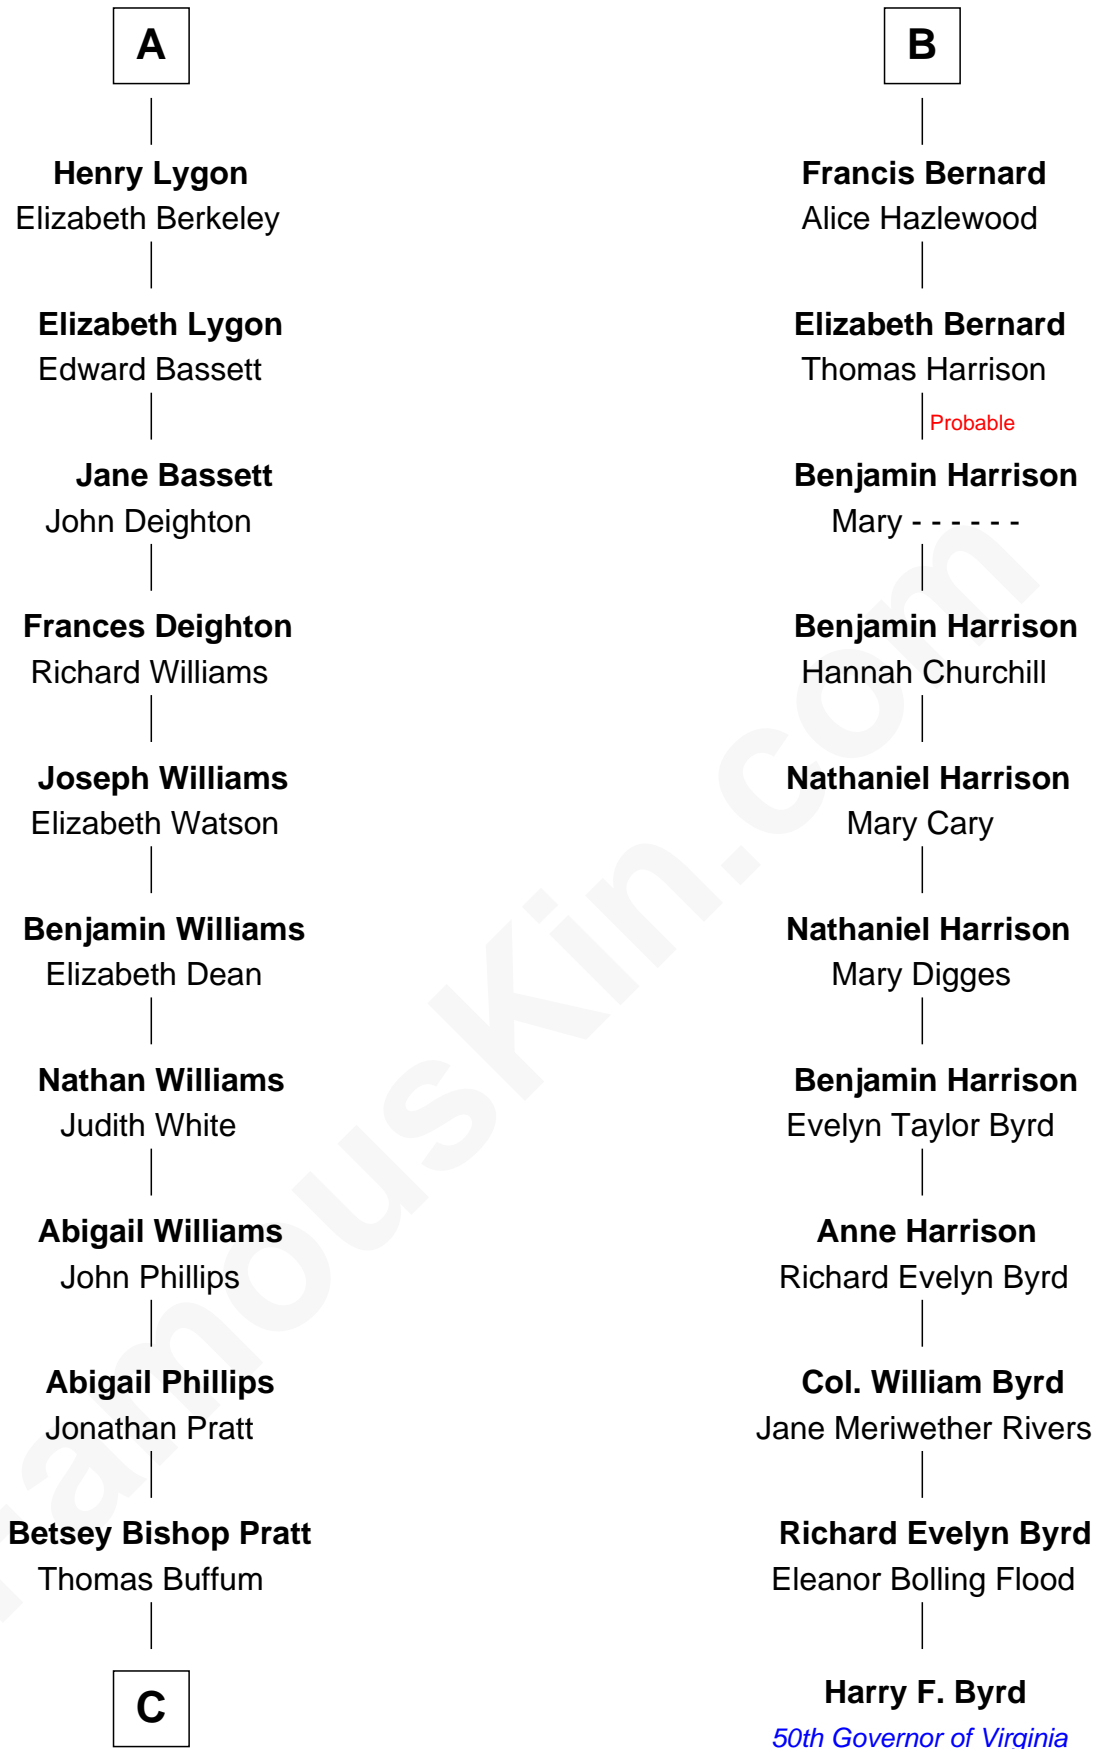 A
Henry Lygon
Elizabeth Berkeley
Elizabeth Lygon
Edward Bassett
Jane Bassett
John Deighton
Frances Deighton
Richard Williams
Joseph Williams
Elizabeth Watson
Benjamin Williams
Elizabeth Dean
Nathan Williams
Judith White
Abigail Williams
John Phillips
Abigail Phillips
Jonathan Pratt
Betsey Bishop Pratt
Thomas Buffum
C
B
Francis Bernard
Alice Hazlewood
Elizabeth Bernard
Thomas Harrison
Probable
Benjamin Harrison
Mary - - - - - -
Benjamin Harrison
Hannah Churchill
Nathaniel Harrison
Mary Cary
Nathaniel Harrison
Mary Digges
Benjamin Harrison
Evelyn Taylor Byrd
Anne Harrison
Richard Evelyn Byrd
Col. William Byrd
Jane Meriwether Rivers
Richard Evelyn Byrd
Eleanor Bolling Flood
Harry F. Byrd
50th Governor of Virginia
FamousKin.com